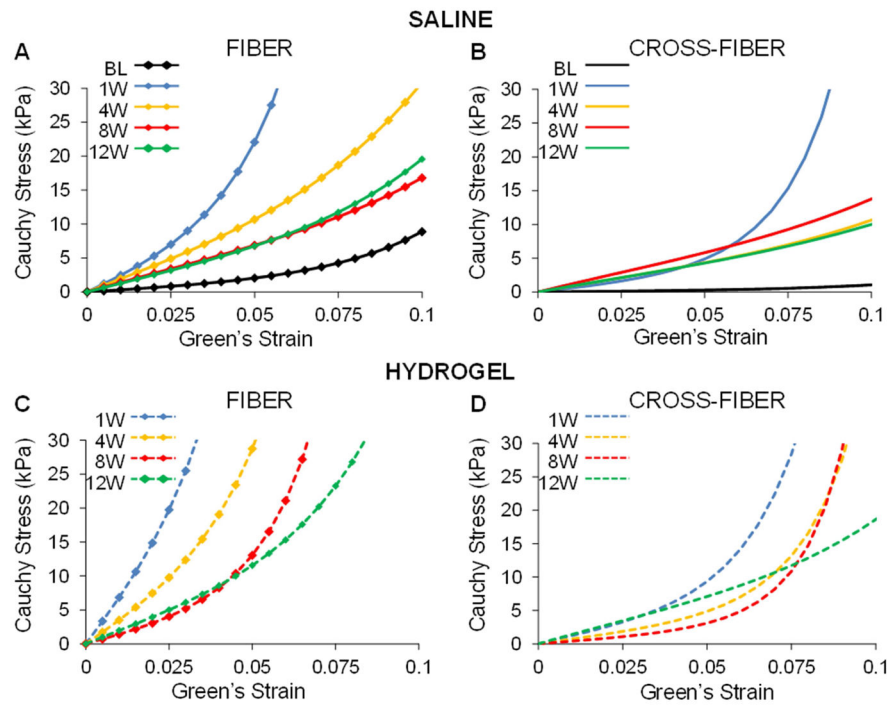 SALINE
A
FIBER
BL
1W
4W
8W
12W
30
25
20
15
10
5
0
Cauchy Stress (kPa)
0 0.025 0.05 0.075 0.1
Green's Strain
B
CROSS-FIBER
BL
1W
4W
8W
12W
30
25
20
15
10
5
0
Cauchy Stress (kPa)
0 0.025 0.05 0.075 0.1
Green's Strain
HYDROGEL
C
FIBER
1W
4W
8W
12W
30
25
20
15
10
5
0
Cauchy Stress (kPa)
0 0.025 0.05 0.075 0.1
Green's Strain
D
CROSS-FIBER
1W
4W
8W
12W
30
25
20
15
10
5
0
Cauchy Stress (kPa)
0 0.025 0.05 0.075 0.1
Green's Strain